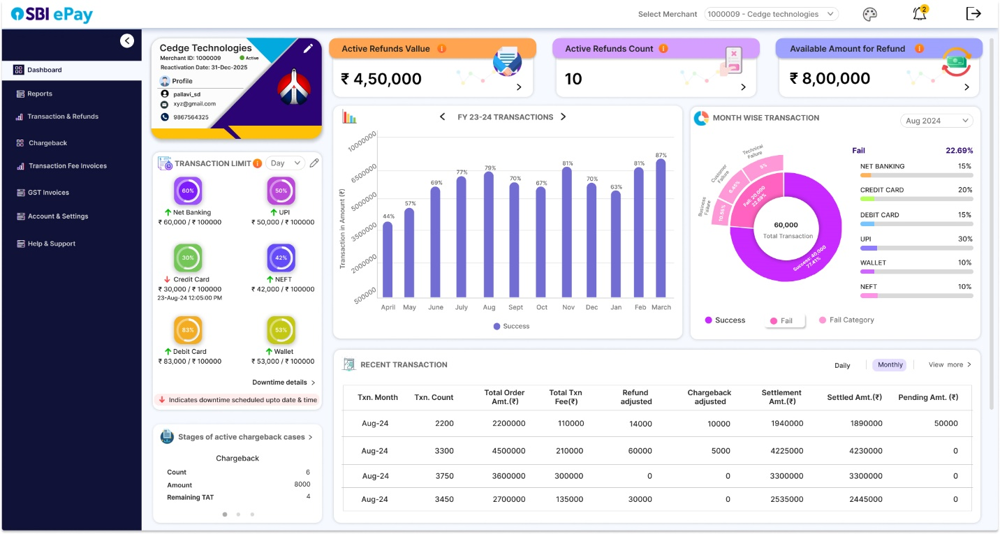 SBI ePay
Select Merchant
1000009 - Cedge technologies
2
Dashboard
Reports
Transaction & Refunds
Chargeback
Transaction Fee Invoices
GST Invoices
Account & Settings
Help & Support
Cedge Technologies
Merchant ID: 1000009
Active
Reactivation Date: 31-Dec-2025
Profile
pallavi_sd
xyz@gmail.com
9867564325
Active Refunds Vallue
₹ 4,50,000
Active Refunds Count
10
Available Amount for Refund
₹ 8,00,000
TRANSACTION LIMIT
Day
60%
Net Banking
₹ 60,000 / ₹ 100000
50%
UPI
₹ 50,000 / ₹ 100000
30%
Credit Card
₹ 30,000 / ₹ 100000
23-Aug-24 12:05:00 PM
42%
NEFT
₹ 42,000 / ₹ 100000
83%
Debit Card
₹ 83,000 / ₹ 100000
53%
Wallet
₹ 53,000 / ₹ 100000
Downtime details
Indicates downtime scheduled upto date & time
Stages of active chargeback cases
Chargeback
Count 6
Amount 8000
Remaining TAT 4
FY 23-24 TRANSACTIONS
Transaction in Amount (₹)
10000000
6500000
5000000
3500000
2000000
500000
44%
57%
69%
77%
79%
70%
67%
81%
70%
63%
81%
87%
April May June July Aug Sept Oct Nov Dec Jan Feb March
Success
MONTH WISE TRANSACTION
Aug 2024
Technical Failure
Customer Failure
Business Failure
5%
6.45%
10.86%
Fail: 20,000
22.69%
60,000
Total Transaction
Success: 40,000
77.41%
Success
Fail
Fail Category
Fail 22.69%
NET BANKING 15%
CREDIT CARD 20%
DEBIT CARD 15%
UPI 30%
WALLET 10%
NEFT 10%
RECENT TRANSACTION
Daily
Monthly
View more
Txn. Month Txn. Count Total Order Amt.(₹) Total Txn Fee(₹) Refund adjusted Chargeback adjusted Settlement Amt.(₹) Settled Amt.(₹) Pending Amt. (₹)
Aug-24 2200 2200000 110000 14000 10000 1940000 1890000 50000
Aug-24 3300 4500000 210000 60000 5000 4225000 4230000 0
Aug-24 3750 3600000 300000 0 0 3300000 3300000 0
Aug-24 3450 2700000 135000 30000 0 2535000 2445000 0